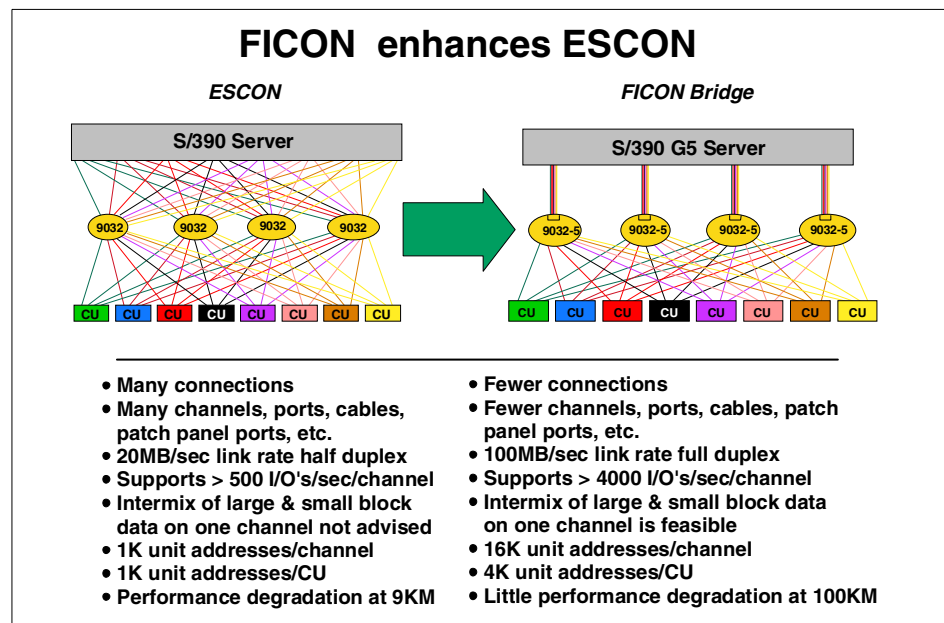 FICON enhances ESCON
ESCON
S/390 Server
9032 9032 9032 9032
CU CU CU CU CU CU CU CU
FICON Bridge
S/390 G5 Server
9032-5 9032-5 9032-5 9032-5
CU CU CU CU CU CU CU CU
• Many connections
• Many channels, ports, cables,
patch panel ports, etc.
• 20MB/sec link rate half duplex
• Supports > 500 I/O's/sec/channel
• Intermix of large & small block
data on one channel not advised
• 1K unit addresses/channel
• 1K unit addresses/CU
• Performance degradation at 9KM
• Fewer connections
• Fewer channels, ports, cables, patch
panel ports, etc.
• 100MB/sec link rate full duplex
• Supports > 4000 I/O's/sec/channel
• Intermix of large & small block data
on one channel is feasible
• 16K unit addresses/channel
• 4K unit addresses/CU
• Little performance degradation at 100KM